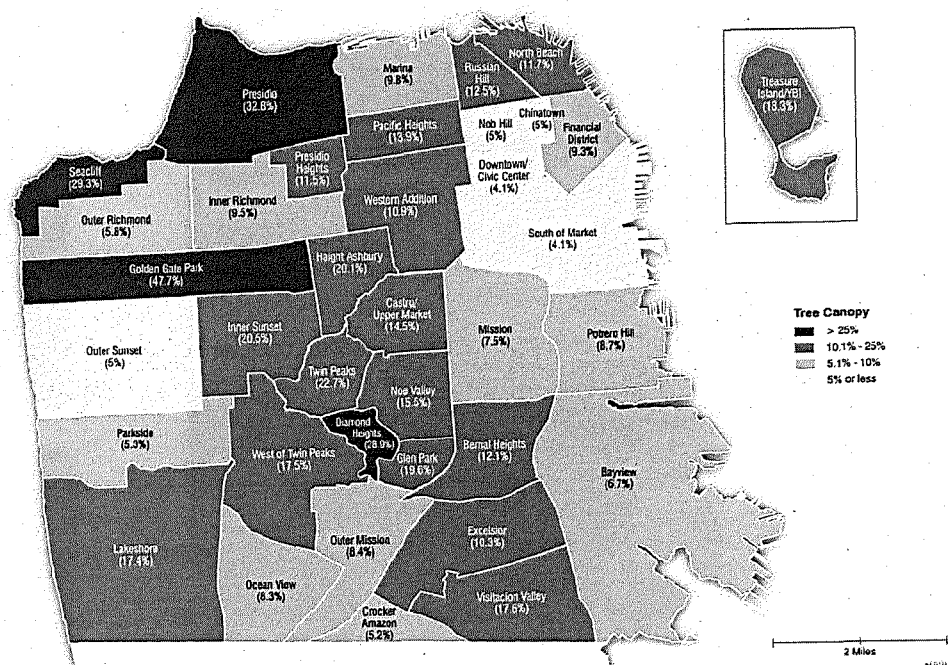 Presidio
(32.8%)
Marina
(9.8%)
Russian
Hill
(12.5%)
North Beach
(11.7%)
Pacific Heights
(13.9%)
Nob Hill
(5%)
Chinatown
(5%)
Financial
District
(9.3%)
Seacliff
(29.3%)
Presidio
Heights
(11.5%)
Outer Richmond
(5.8%)
Inner Richmond
(9.5%)
Western Addition
(10.9%)
Downtown/
Civic Center
(4.1%)
South of Market
(4.1%)
Treasure
Island/YBI
(18.3%)
Golden Gate Park
(47.7%)
Haight Ashbury
(20.1%)
Castro/
Upper Market
(14.5%)
Inner Sunset
(20.5%)
Outer Sunset
(5%)
Mission
(7.5%)
Potrero Hill
(8.7%)
Twin Peaks
(22.7%)
Noe Valley
(15.5%)
Parkside
(5.3%)
Diamond
Heights
(28.9%)
West of Twin Peaks
(17.5%)
Glen Park
(19.6%)
Bernal Heights
(12.1%)
Bayview
(6.7%)
Lakeshore
(17.4%)
Outer Mission
(8.4%)
Excelsior
(10.3%)
Ocean View
(8.3%)
Crocker
Amazon
(5.2%)
Visitacion Valley
(17.6%)
Tree Canopy
> 25%
10.1% - 25%
5.1% - 10%
5% or less
2 Miles